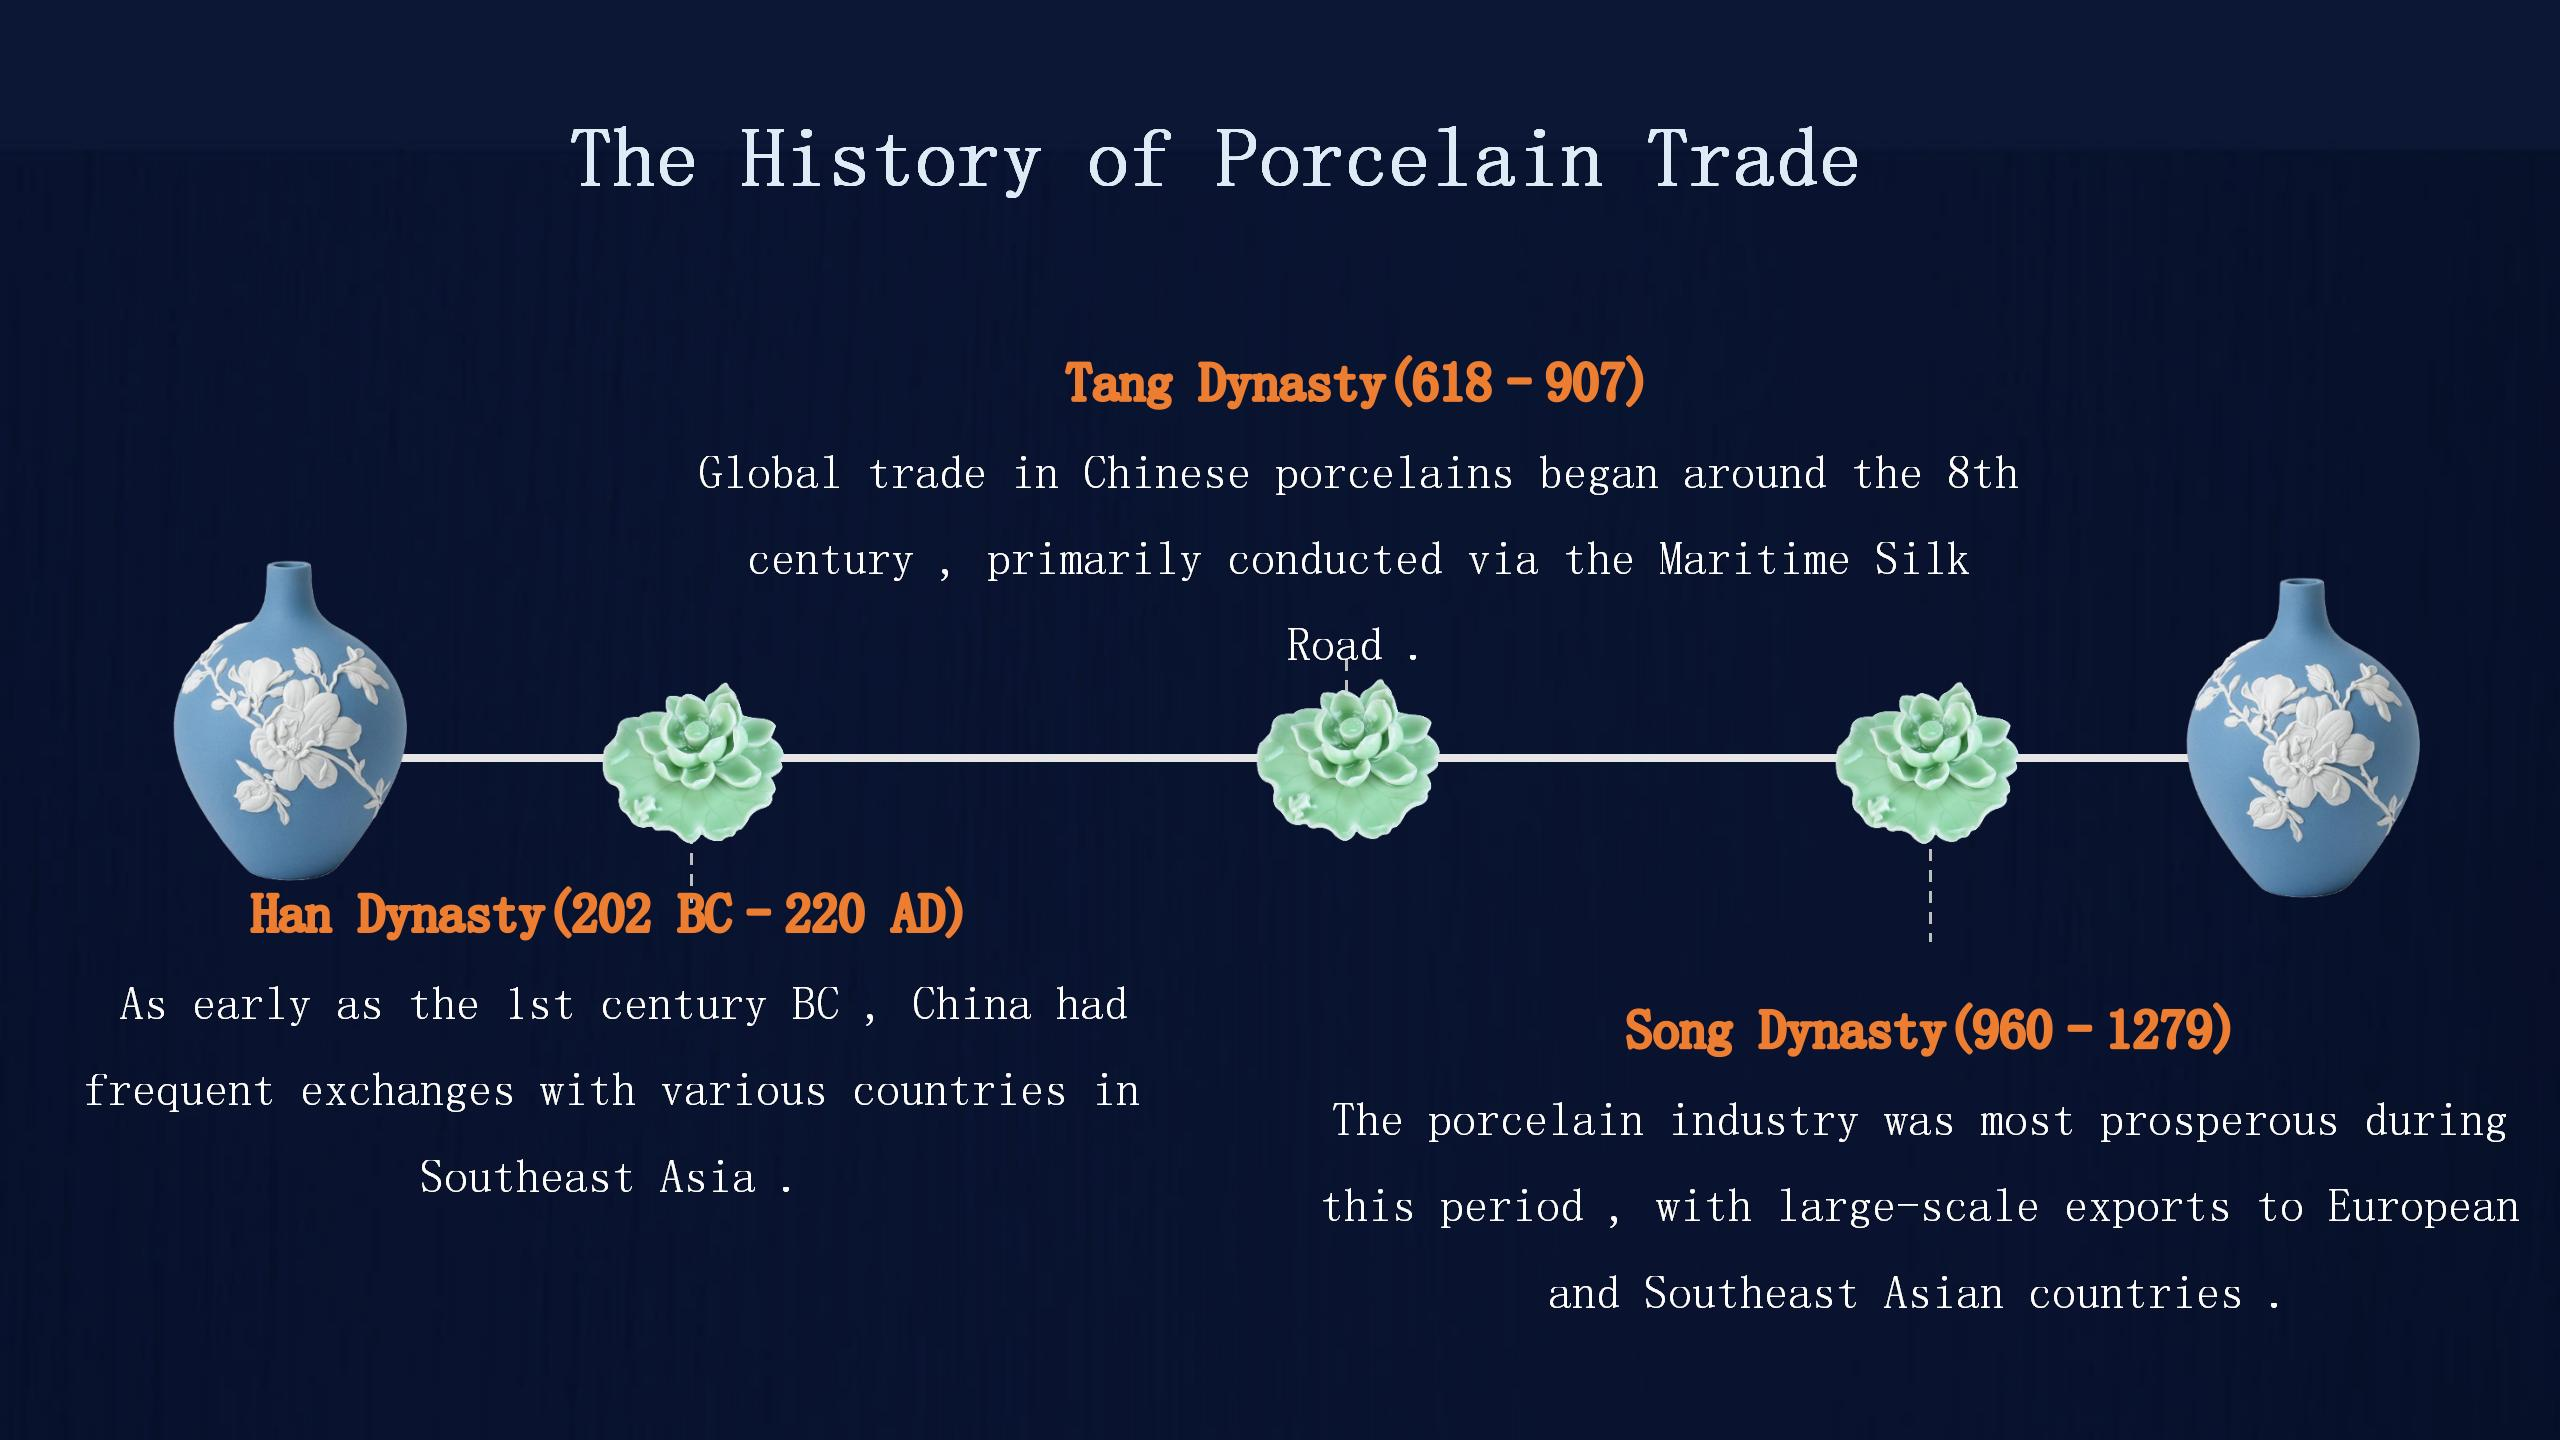 The History of Porcelain Trade
Tang Dynasty(618–907)
Global trade in Chinese porcelains began around the 8th
century , primarily conducted via the Maritime Silk
Road .
Han Dynasty(202 BC–220 AD)
As early as the 1st century BC , China had
frequent exchanges with various countries in
Southeast Asia .
Song Dynasty(960–1279)
The porcelain industry was most prosperous during
this period , with large-scale exports to European
and Southeast Asian countries .